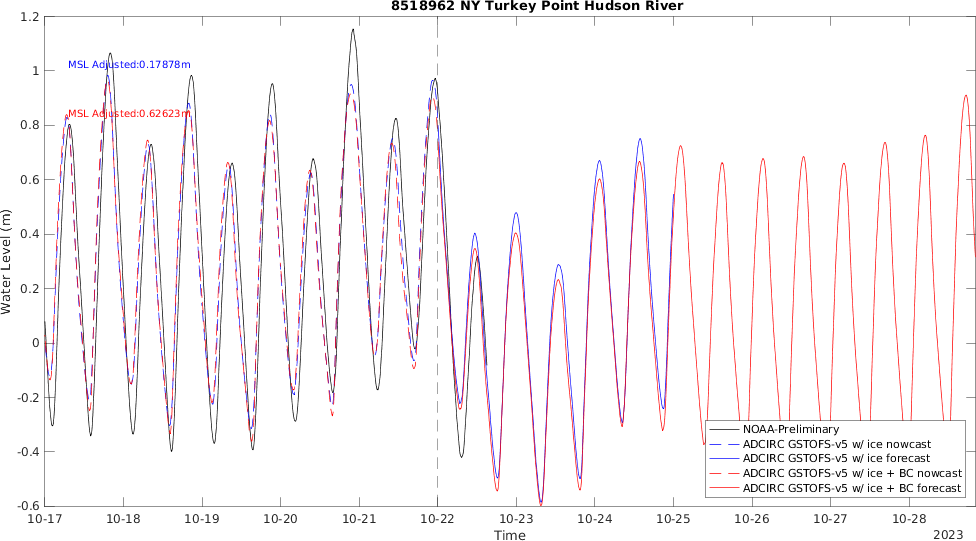 8518962 NY Turkey Point Hudson River
Water Level (m)
1.2
1
0.8
0.6
0.4
0.2
0
-0.2
-0.4
-0.6
MSL Adjusted:0.17878m
MSL Adjusted:0.62623m
NOAA-Preliminary
ADCIRC GSTOFS-v5 w/ ice nowcast
ADCIRC GSTOFS-v5 w/ ice forecast
ADCIRC GSTOFS-v5 w/ ice + BC nowcast
ADCIRC GSTOFS-v5 w/ ice + BC forecast
10-17 10-18 10-19 10-20 10-21 10-22 10-23 10-24 10-25 10-26 10-27 10-28
Time
2023